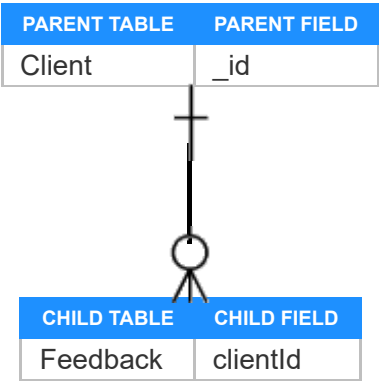 PARENT TABLE PARENT FIELD
Client _id
CHILD TABLE CHILD FIELD
Feedback clientId